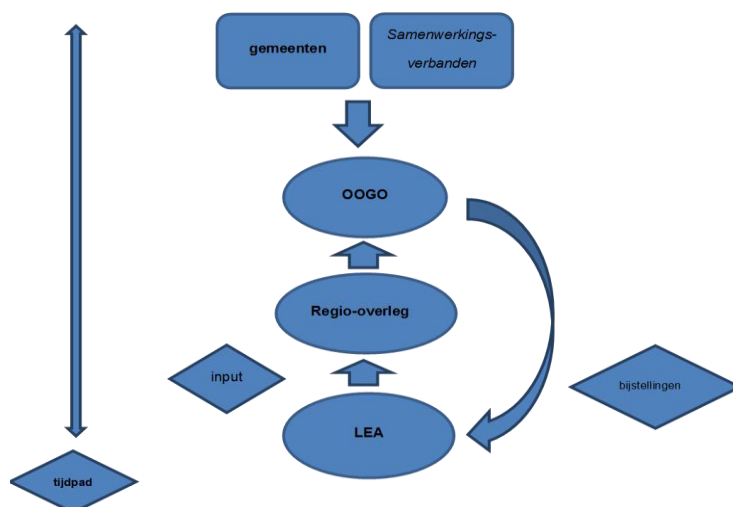 gemeenten
Samenwerkings-
verbanden
OOGO
Regio-overleg
input
bijstellingen
LEA
tijdpad